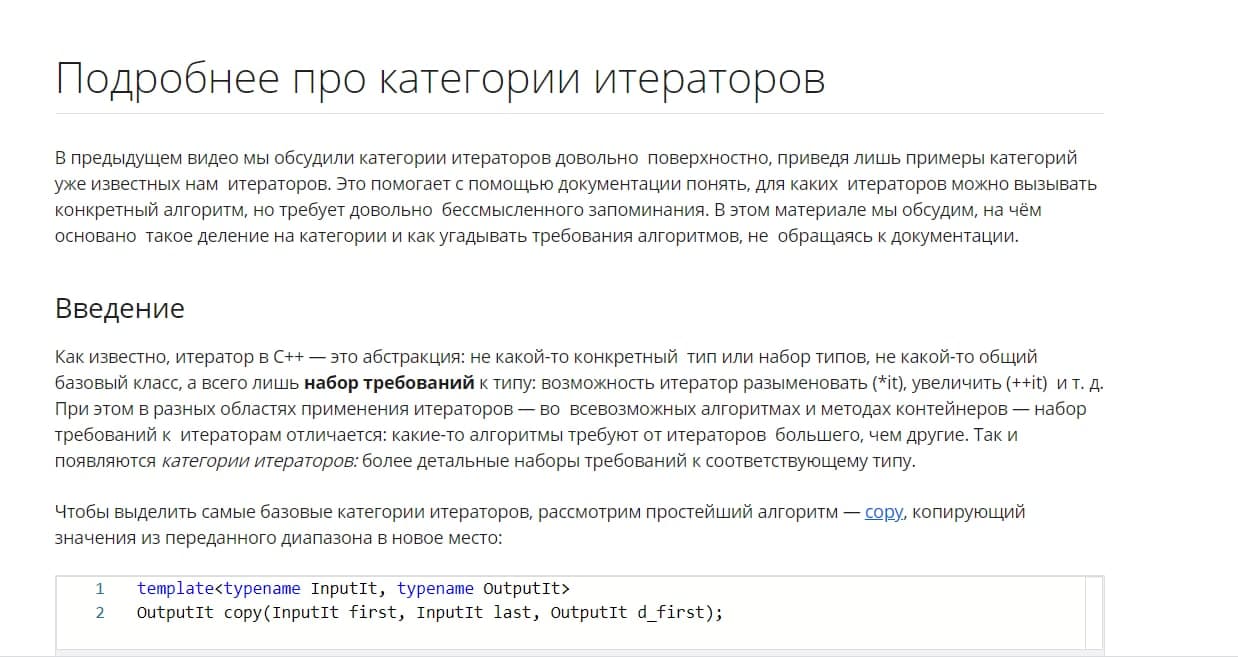 Подробнее про категории итераторов
В предыдущем видео мы обсудили категории итераторов довольно поверхностно, приведя лишь примеры категорий
уже известных нам итераторов. Это помогает с помощью документации понять, для каких итераторов можно вызывать
конкретный алгоритм, но требует довольно бессмысленного запоминания. В этом материале мы обсудим, на чём
основано такое деление на категории и как угадывать требования алгоритмов, не обращаясь к документации.
Введение
Как известно, итератор в C++ — это абстракция: не какой-то конкретный тип или набор типов, не какой-то общий
базовый класс, а всего лишь набор требований к типу: возможность итератор разыменовать (*it), увеличить (++it) и т. д.
При этом в разных областях применения итераторов — во всевозможных алгоритмах и методах контейнеров — набор
требований к итераторам отличается: какие-то алгоритмы требуют от итераторов большего, чем другие. Так и
появляются категории итераторов: более детальные наборы требований к соответствующему типу.
Чтобы выделить самые базовые категории итераторов, рассмотрим простейший алгоритм — copy, копирующий
значения из переданного диапазона в новое место:
1 template<typename InputIt, typename OutputIt>
2 OutputIt copy(InputIt first, InputIt last, OutputIt d_first);